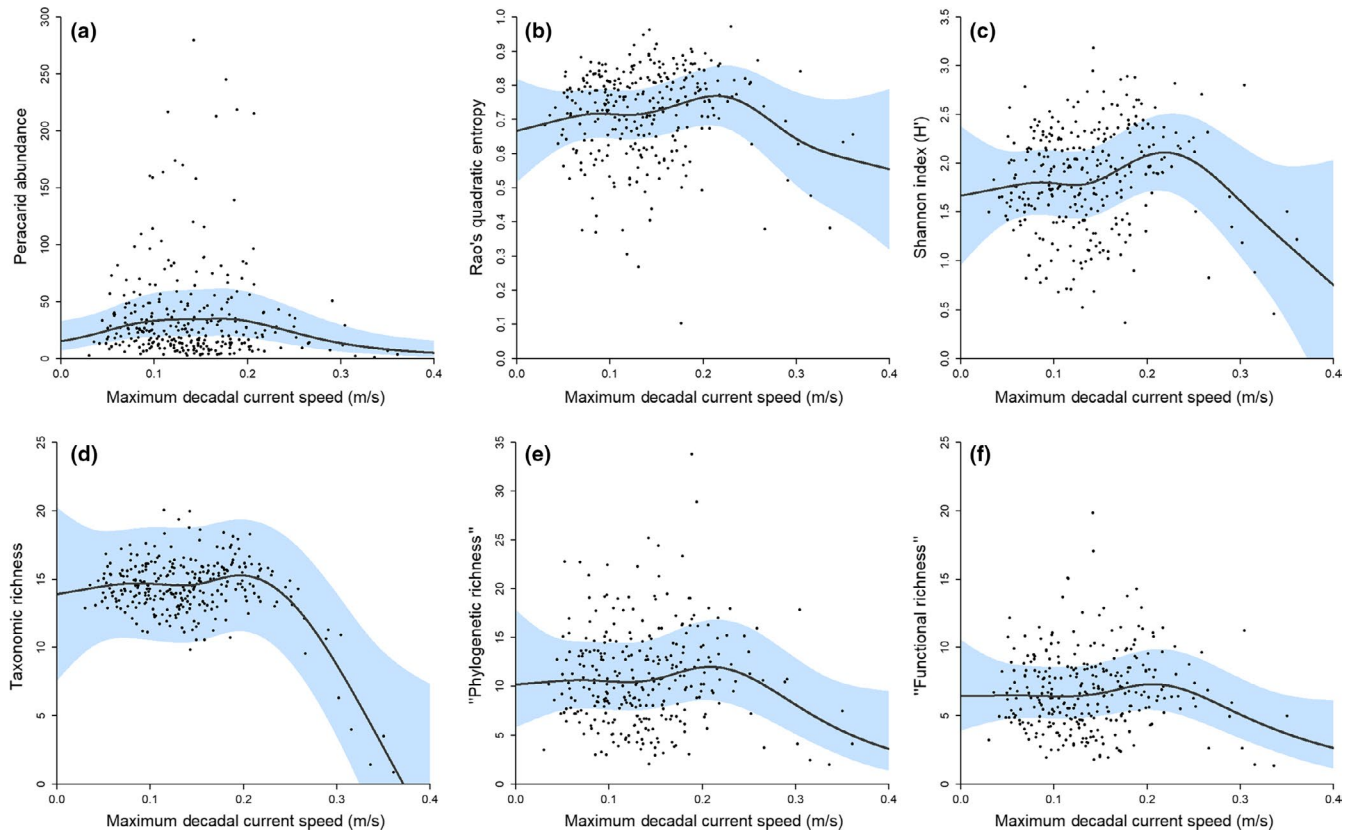 (a)
Peracarid abundance
300
250
200
150
100
50
0
0.0 0.1 0.2 0.3 0.4
Maximum decadal current speed (m/s)
(b)
Rao's quadratic entropy
1.0
0.9
0.8
0.7
0.6
0.5
0.4
0.3
0.2
0.1
0.0
0.0 0.1 0.2 0.3 0.4
Maximum decadal current speed (m/s)
(c)
Shannon index (H')
3.5
3.0
2.5
2.0
1.5
1.0
0.5
0.0
0.0 0.1 0.2 0.3 0.4
Maximum decadal current speed (m/s)
(d)
Taxonomic richness
25
20
15
10
5
0
0.0 0.1 0.2 0.3 0.4
Maximum decadal current speed (m/s)
(e)
"Phylogenetic richness"
35
30
25
20
15
10
5
0
0.0 0.1 0.2 0.3 0.4
Maximum decadal current speed (m/s)
(f)
"Functional richness"
25
20
15
10
5
0
0.0 0.1 0.2 0.3 0.4
Maximum decadal current speed (m/s)